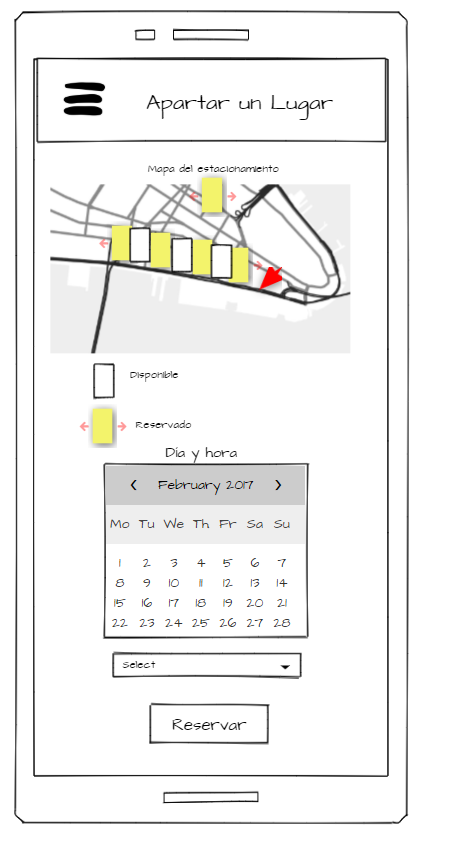 Apartar un Lugar
Mapa del estacionamiento
Disponible
Reservado
Dia y hora
‹ February 2017 ›
Mo Tu We Th Fr Sa Su
1 2 3 4 5 6 7
8 9 10 11 12 13 14
15 16 17 18 19 20 21
22 23 24 25 26 27 28
Select
Reservar